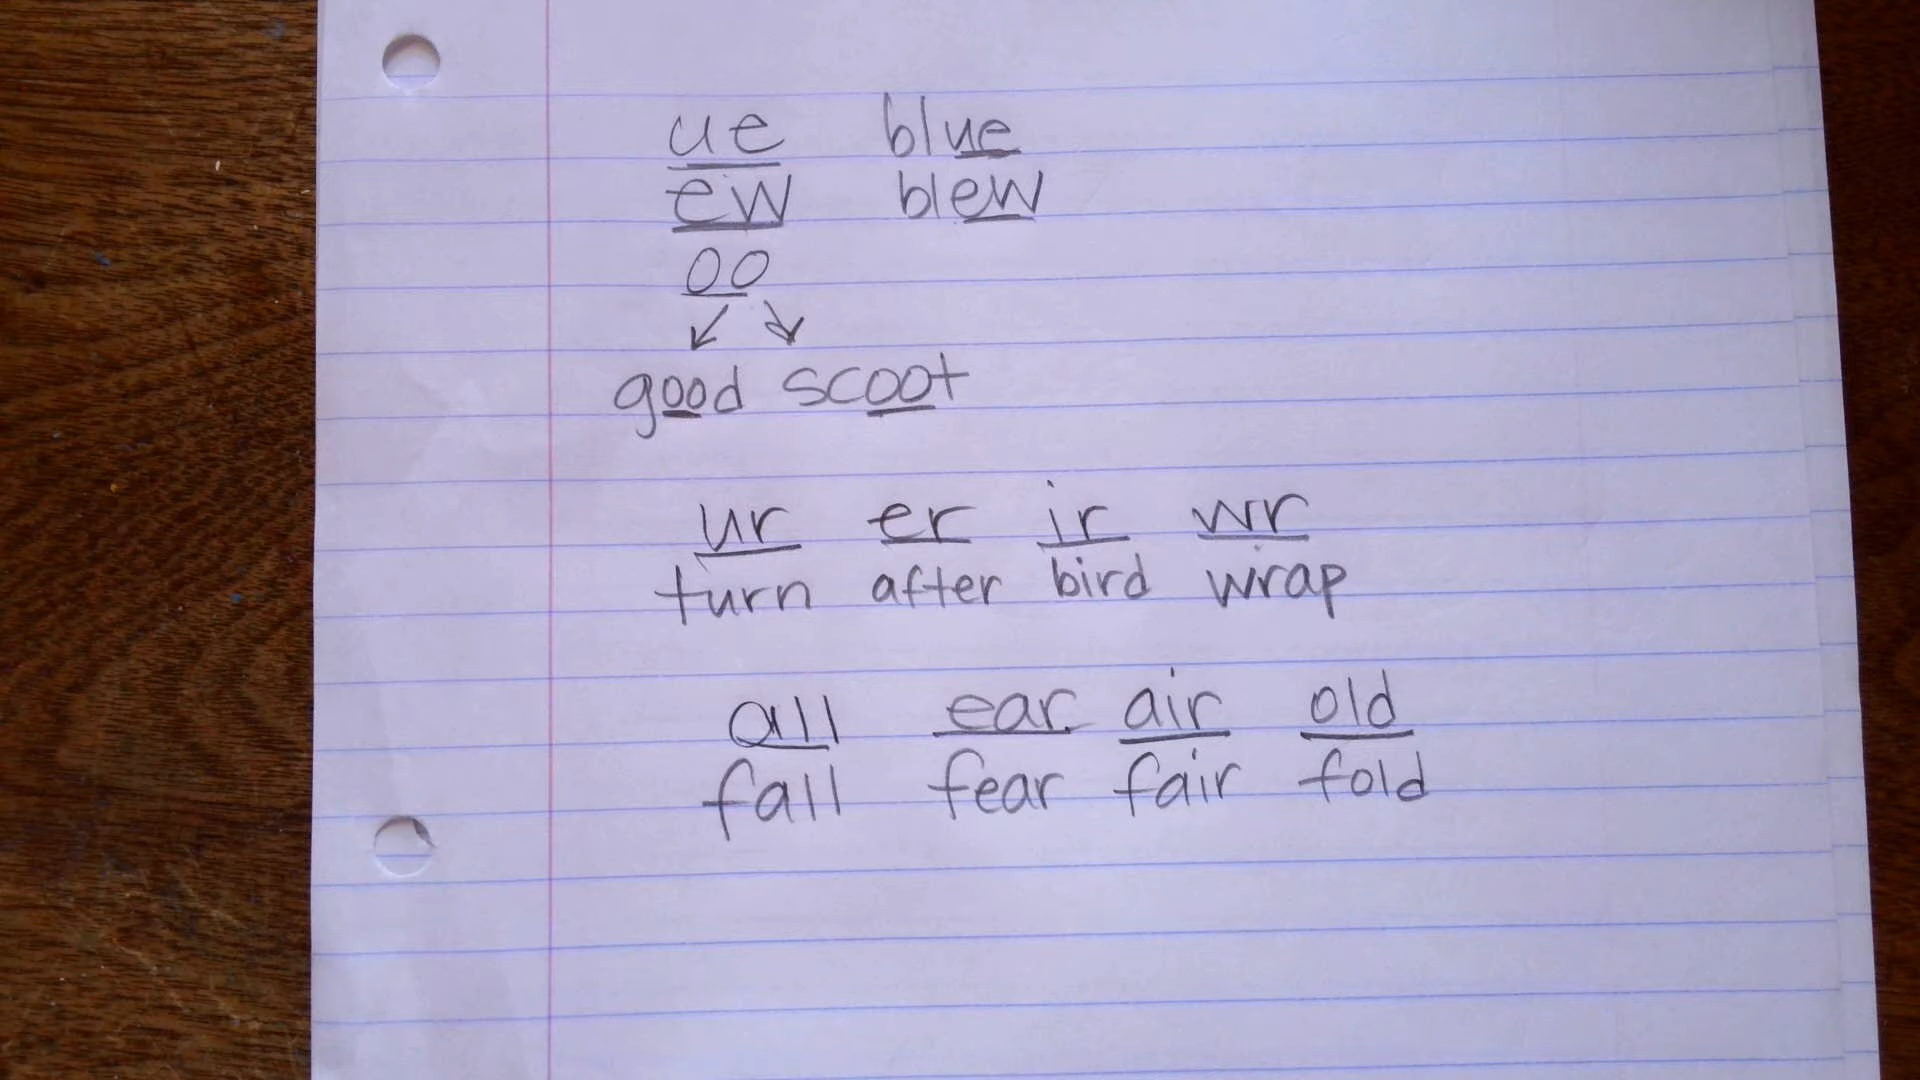 ue blue
ew blew
oo
good scoot
ur er ir wr
turn after bird wrap
all ear air old
fall fear fair fold